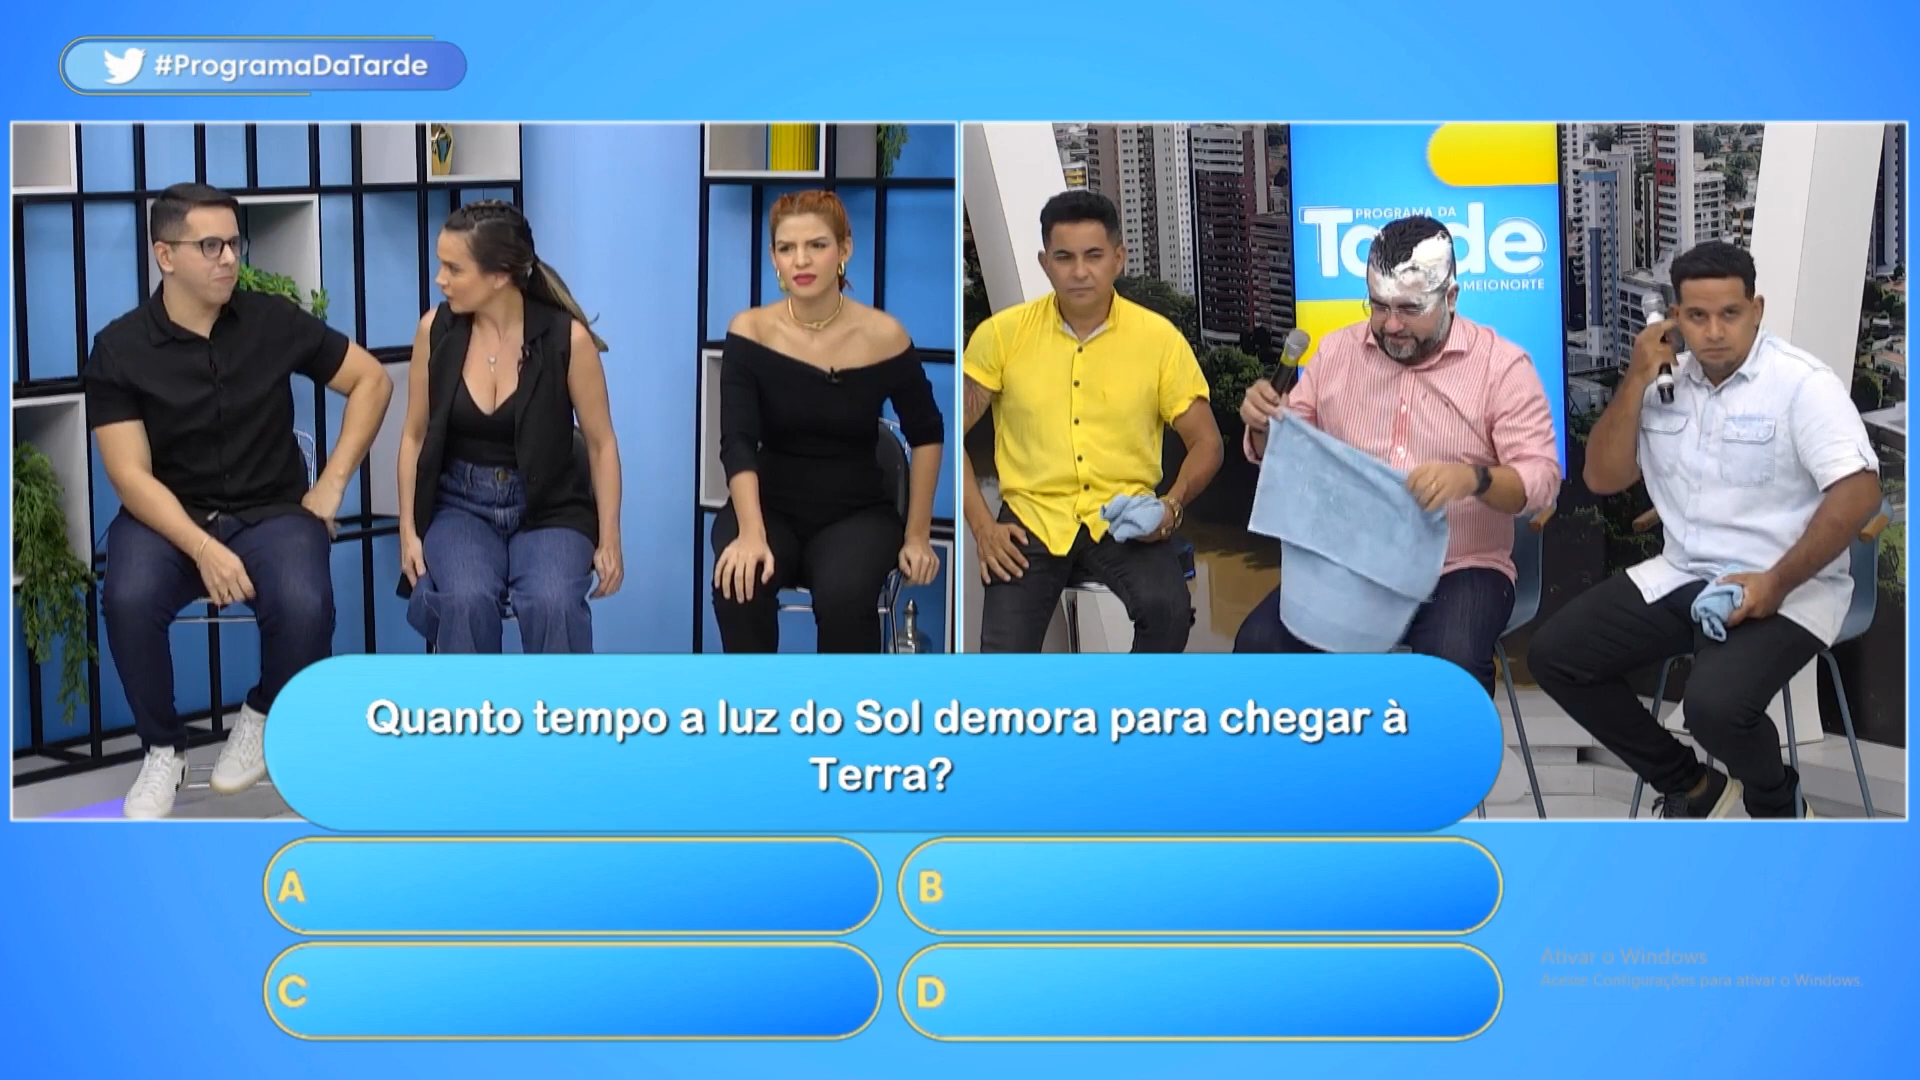 #ProgramaDaTarde
PROGRAMA DA
Tarde
MEIONORTE
Quanto tempo a luz do Sol demora para chegar à
Terra?
A
B
C
D
Ativar o Windows
Acesse Configurações para ativar o Windows.